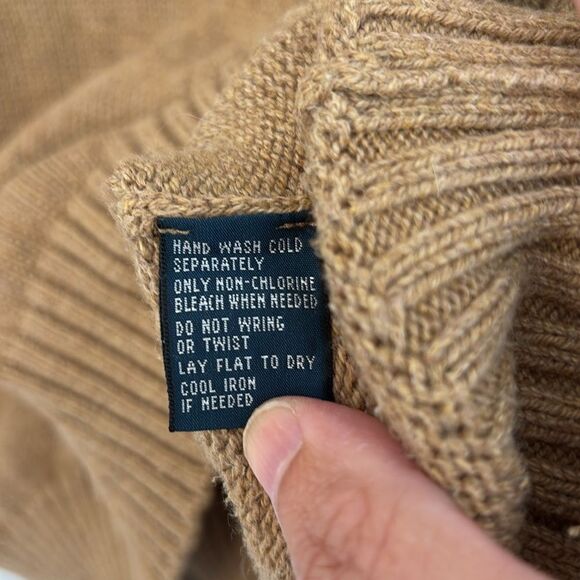 HAND WASH COLD
SEPARATELY
ONLY NON-CHLORINE
BLEACH WHEN NEEDED
DO NOT WRING
OR TWIST
LAY FLAT TO DRY
COOL IRON
IF NEEDED